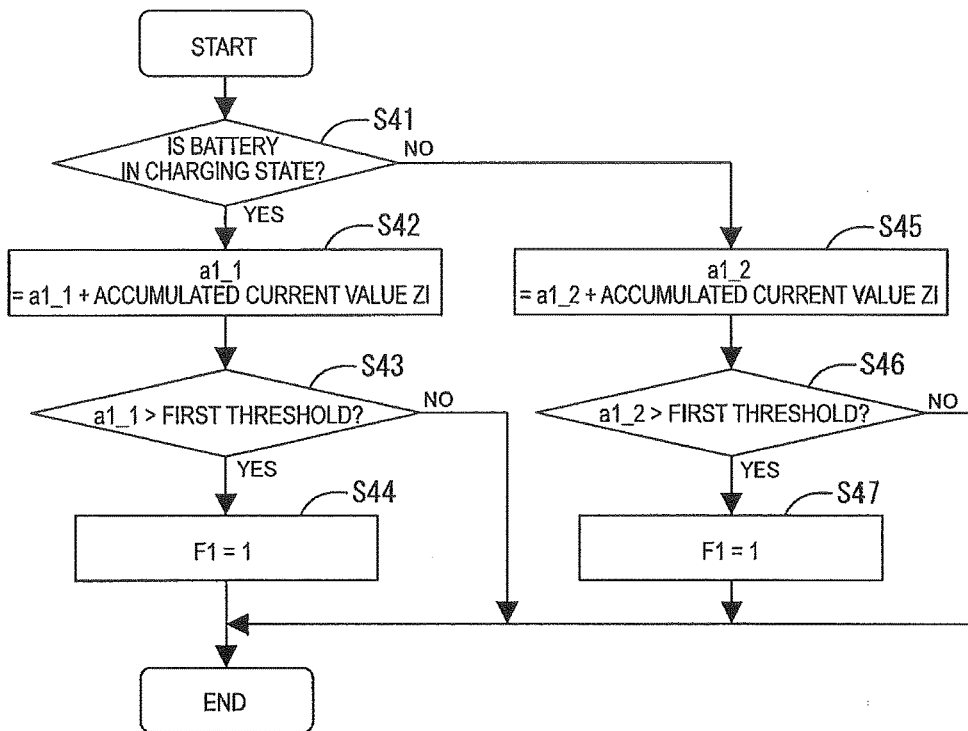 START
S41
IS BATTERY
IN CHARGING STATE?
NO
YES
S42
a1_1
= a1_1 + ACCUMULATED CURRENT VALUE ZI
S45
a1_2
= a1_2 + ACCUMULATED CURRENT VALUE ZI
S43
a1_1 > FIRST THRESHOLD?
NO
YES
S46
a1_2 > FIRST THRESHOLD?
NO
YES
S44
F1 = 1
S47
F1 = 1
END